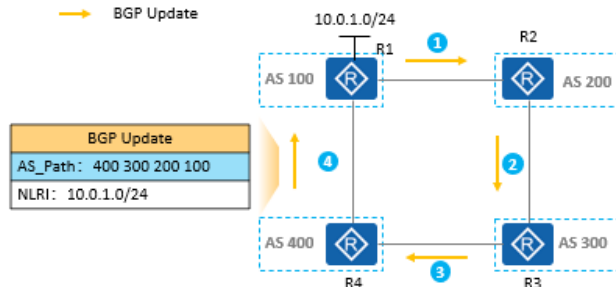 BGP Update
10.0.1.0/24
R1
1
R2
AS 100
R
R
AS 200
BGP Update
AS_Path： 400 300 200 100
NLRI： 10.0.1.0/24
4
2
AS 400
R
R
AS 300
3
R4
R3